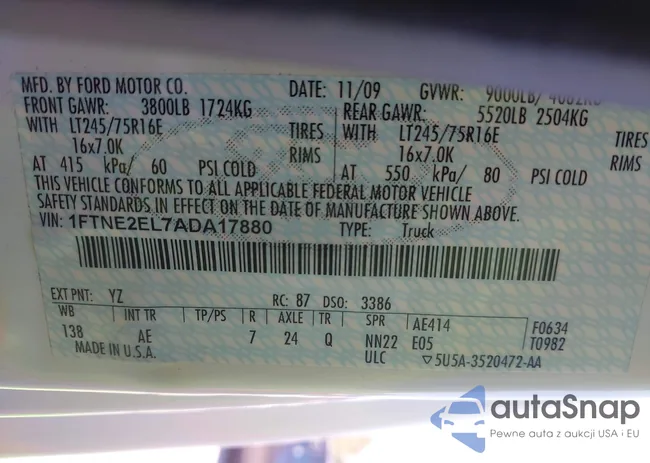 MFD. BY FORD MOTOR CO. DATE: 11/09 GVWR: 9000LB/ 4082KG
FRONT GAWR: 3800LB 1724KG REAR GAWR: 5520LB 2504KG
WITH LT245/75R16E TIRES WITH LT245/75R16E TIRES
16x7.0K RIMS 16x7.0K RIMS
AT 415 kPa/ 60 PSI COLD AT 550 kPa/ 80 PSI COLD
THIS VEHICLE CONFORMS TO ALL APPLICABLE FEDERAL MOTOR VEHICLE
SAFETY STANDARDS IN EFFECT ON THE DATE OF MANUFACTURE SHOWN ABOVE.
VIN: 1FTNE2EL7ADA17880 TYPE: Truck
EXT PNT: YZ RC: 87 DSO: 3386
WB INT TR TP/PS R AXLE TR SPR AE414 F0634
138 AE 7 24 Q NN22 E05 T0982
MADE IN U.S.A. ULC ▽5U5A-3520472-AA
autaSnap
Pewne auta z aukcji USA i EU